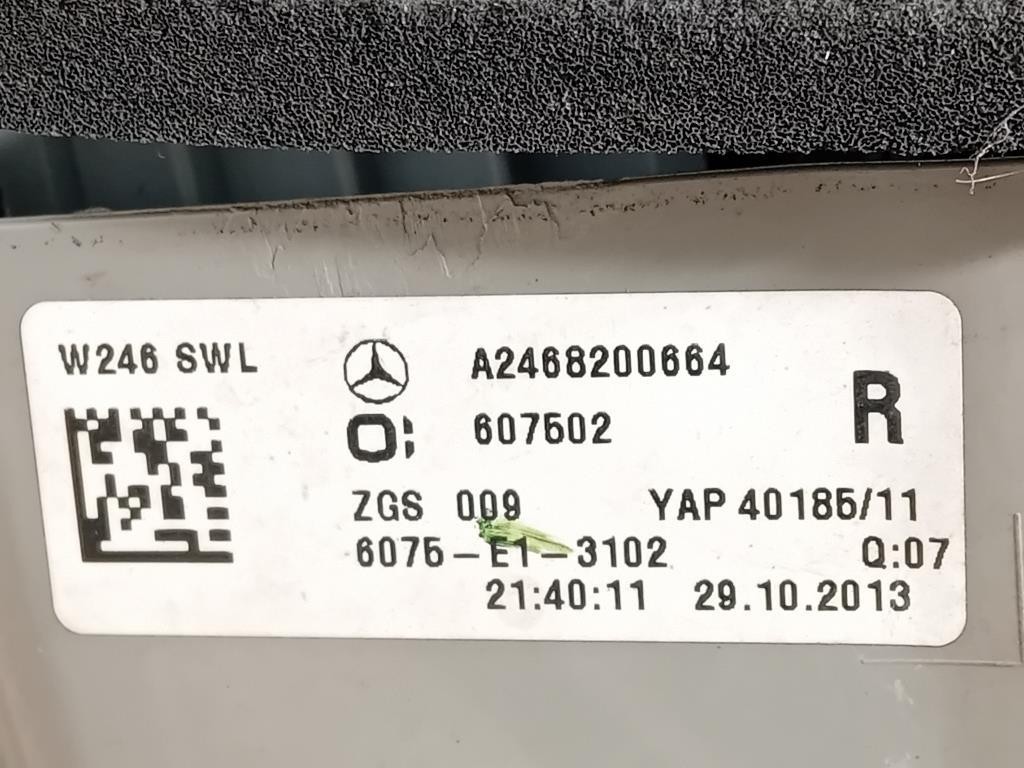 W246 SWL A2468200664
607502 R
ZGS 009 YAP 40185/11
6075-E1-3102 Q:07
21:40:11 29.10.2013